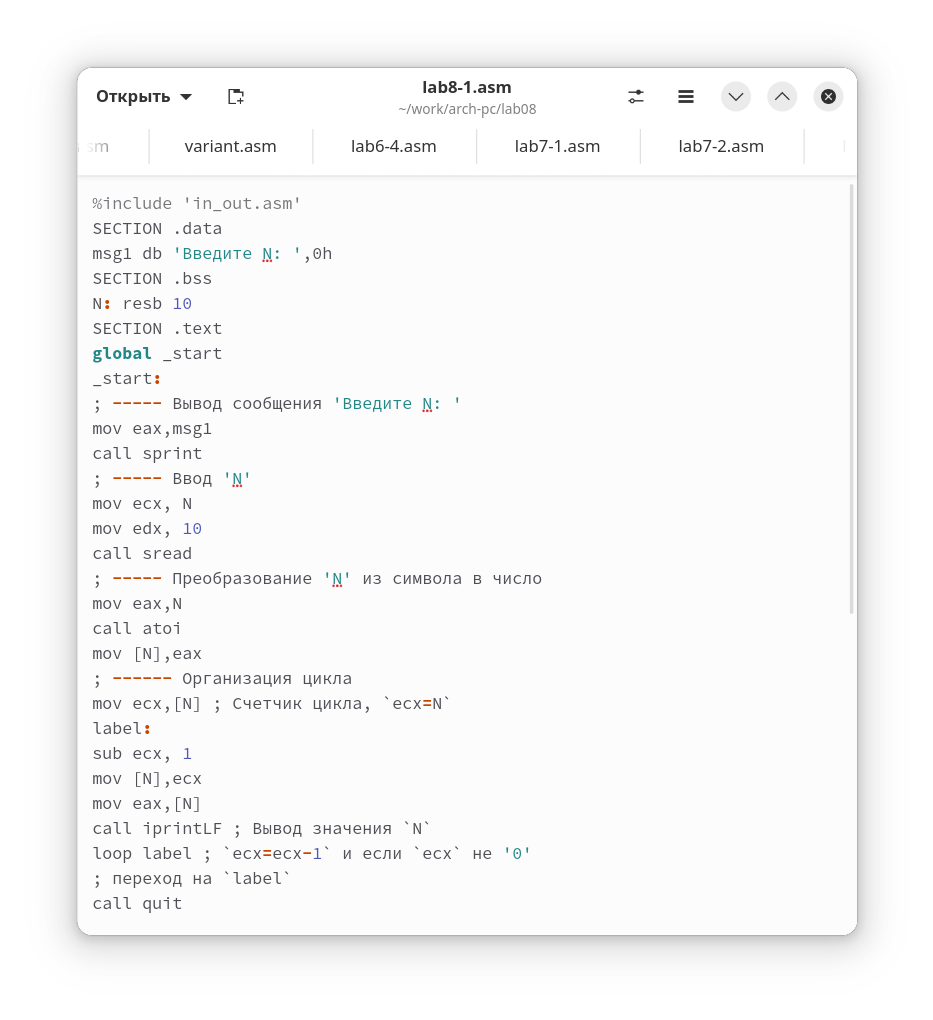 Открыть
lab8-1.asm
~/work/arch-pc/lab08
sm
variant.asm
lab6-4.asm
lab7-1.asm
lab7-2.asm
%include 'in_out.asm'
SECTION .data
msg1 db 'Введите N: ',0h
SECTION .bss
N: resb 10
SECTION .text
global _start
_start:
; ----- Вывод сообщения 'Введите N: '
mov eax,msg1
call sprint
; ----- Ввод 'N'
mov ecx, N
mov edx, 10
call sread
; ----- Преобразование 'N' из символа в число
mov eax,N
call atoi
mov [N],eax
; ------ Организация цикла
mov ecx,[N] ; Счетчик цикла, `ecx=N`
label:
sub ecx, 1
mov [N],ecx
mov eax,[N]
call iprintLF ; Вывод значения `N`
loop label ; `ecx=ecx-1` и если `ecx` не '0'
; переход на `label`
call quit